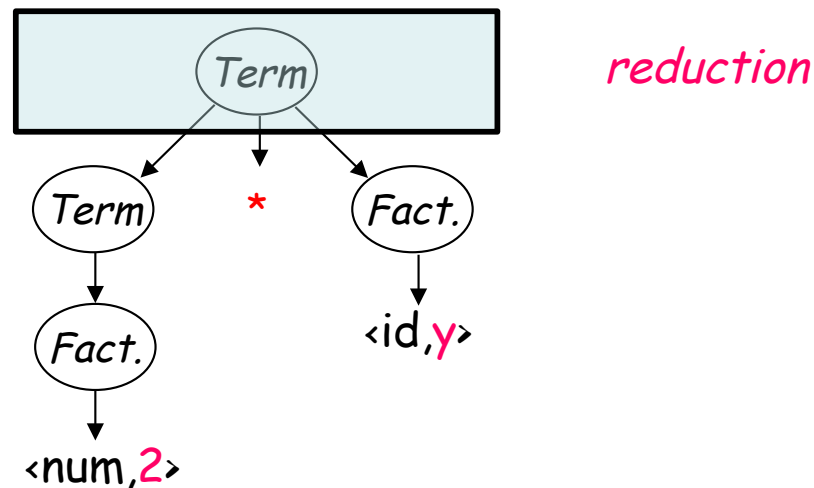 Term
reduction
Term * Fact.
Fact.
<id,y>
<num,2>